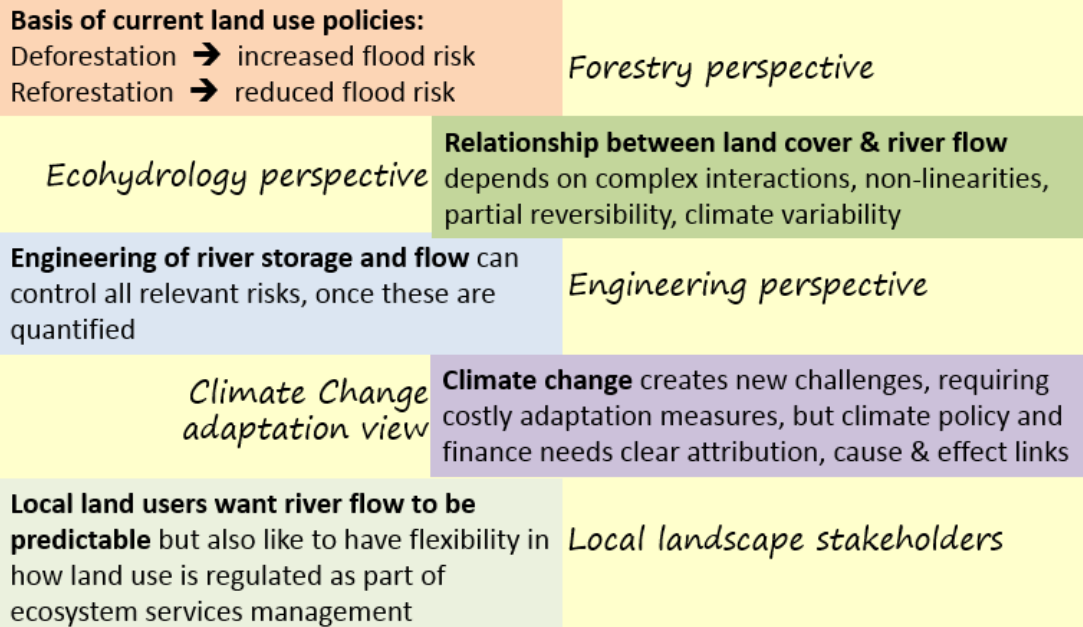 Basis of current land use policies:
Deforestation ➔ increased flood risk
Reforestation ➔ reduced flood risk
Forestry perspective
Ecohydrology perspective
Relationship between land cover & river flow
depends on complex interactions, non-linearities,
partial reversibility, climate variability
Engineering of river storage and flow can
control all relevant risks, once these are
quantified
Engineering perspective
Climate Change
adaptation view
Climate change creates new challenges, requiring
costly adaptation measures, but climate policy and
finance needs clear attribution, cause & effect links
Local land users want river flow to be
predictable but also like to have flexibility in
how land use is regulated as part of
ecosystem services management
Local landscape stakeholders